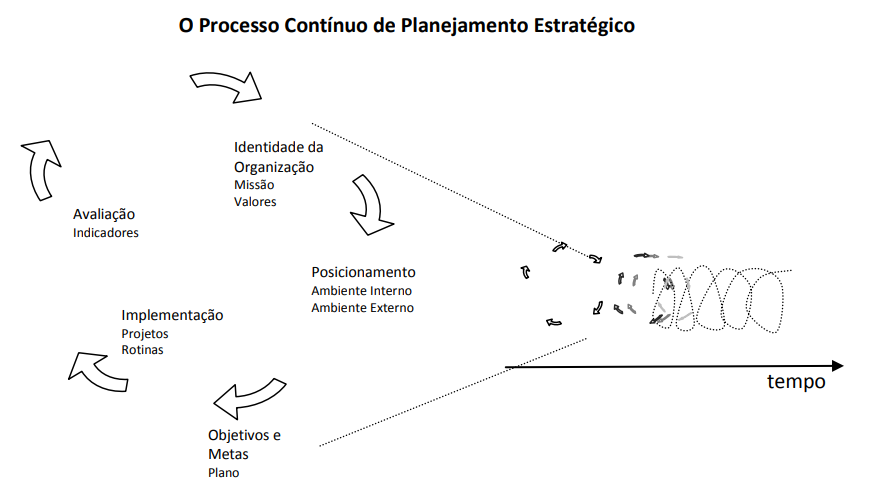 O Processo Contínuo de Planejamento Estratégico
Identidade da
Organização
Missão
Valores
Posicionamento
Ambiente Interno
Ambiente Externo
Objetivos e
Metas
Plano
Implementação
Projetos
Rotinas
Avaliação
Indicadores
tempo